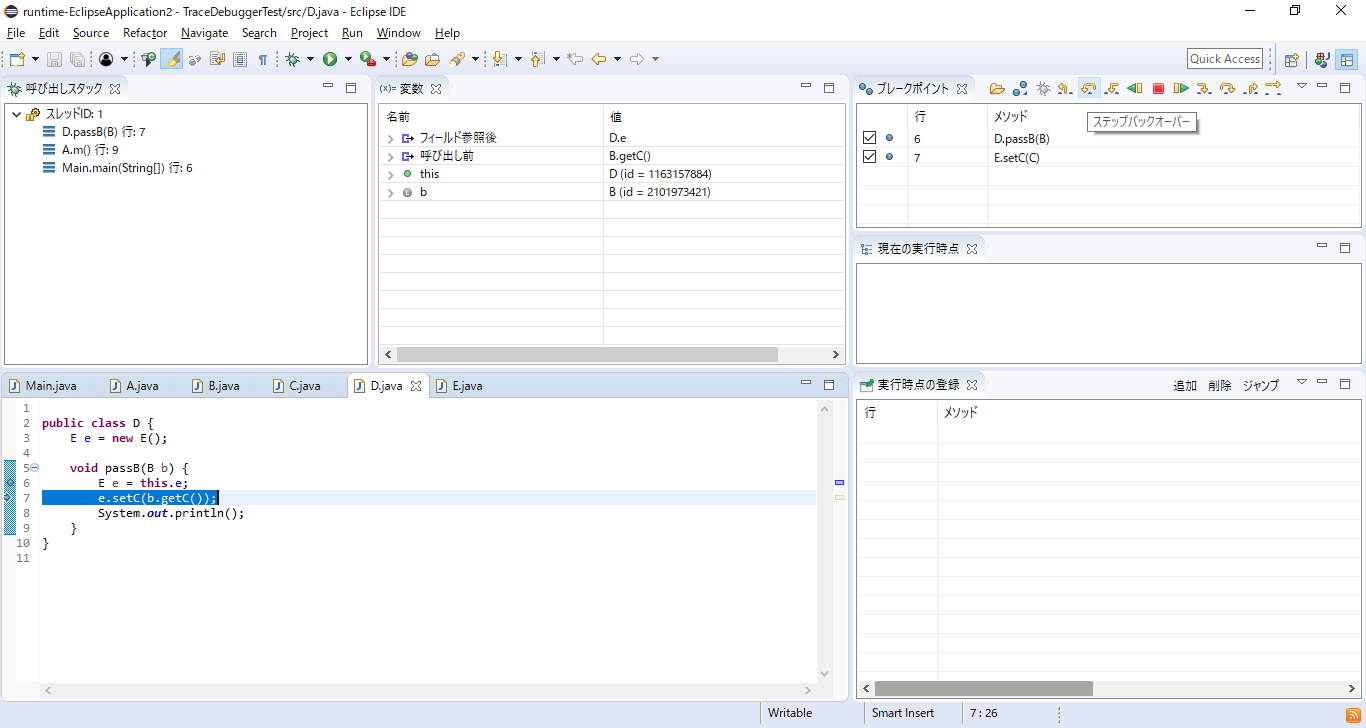 runtime-EclipseApplication2 - TraceDebuggerTest/src/D.java - Eclipse IDE
File Edit Source Refactor Navigate Search Project Run Window Help
Quick Access
呼び出しスタック
スレッドID: 1
D.passB(B) 行: 7
A.m() 行: 9
Main.main(String[]) 行: 6
(x)= 変数
名前 値
フィールド参照後 D.e
呼び出し前 B.getC()
this D (id = 1163157884)
b B (id = 2101973421)
ブレークポイント
行 メソッド
ステップバックオーバー
6 D.passB(B)
7 E.setC(C)
現在の実行時点
Main.java A.java B.java C.java D.java E.java
1
2 public class D {
3 E e = new E();
4
5 void passB(B b) {
6 E e = this.e;
7 e.setC(b.getC());
8 System.out.println();
9 }
10 }
11
実行時点の登録 追加 削除 ジャンプ
行 メソッド
Writable Smart Insert 7 : 26